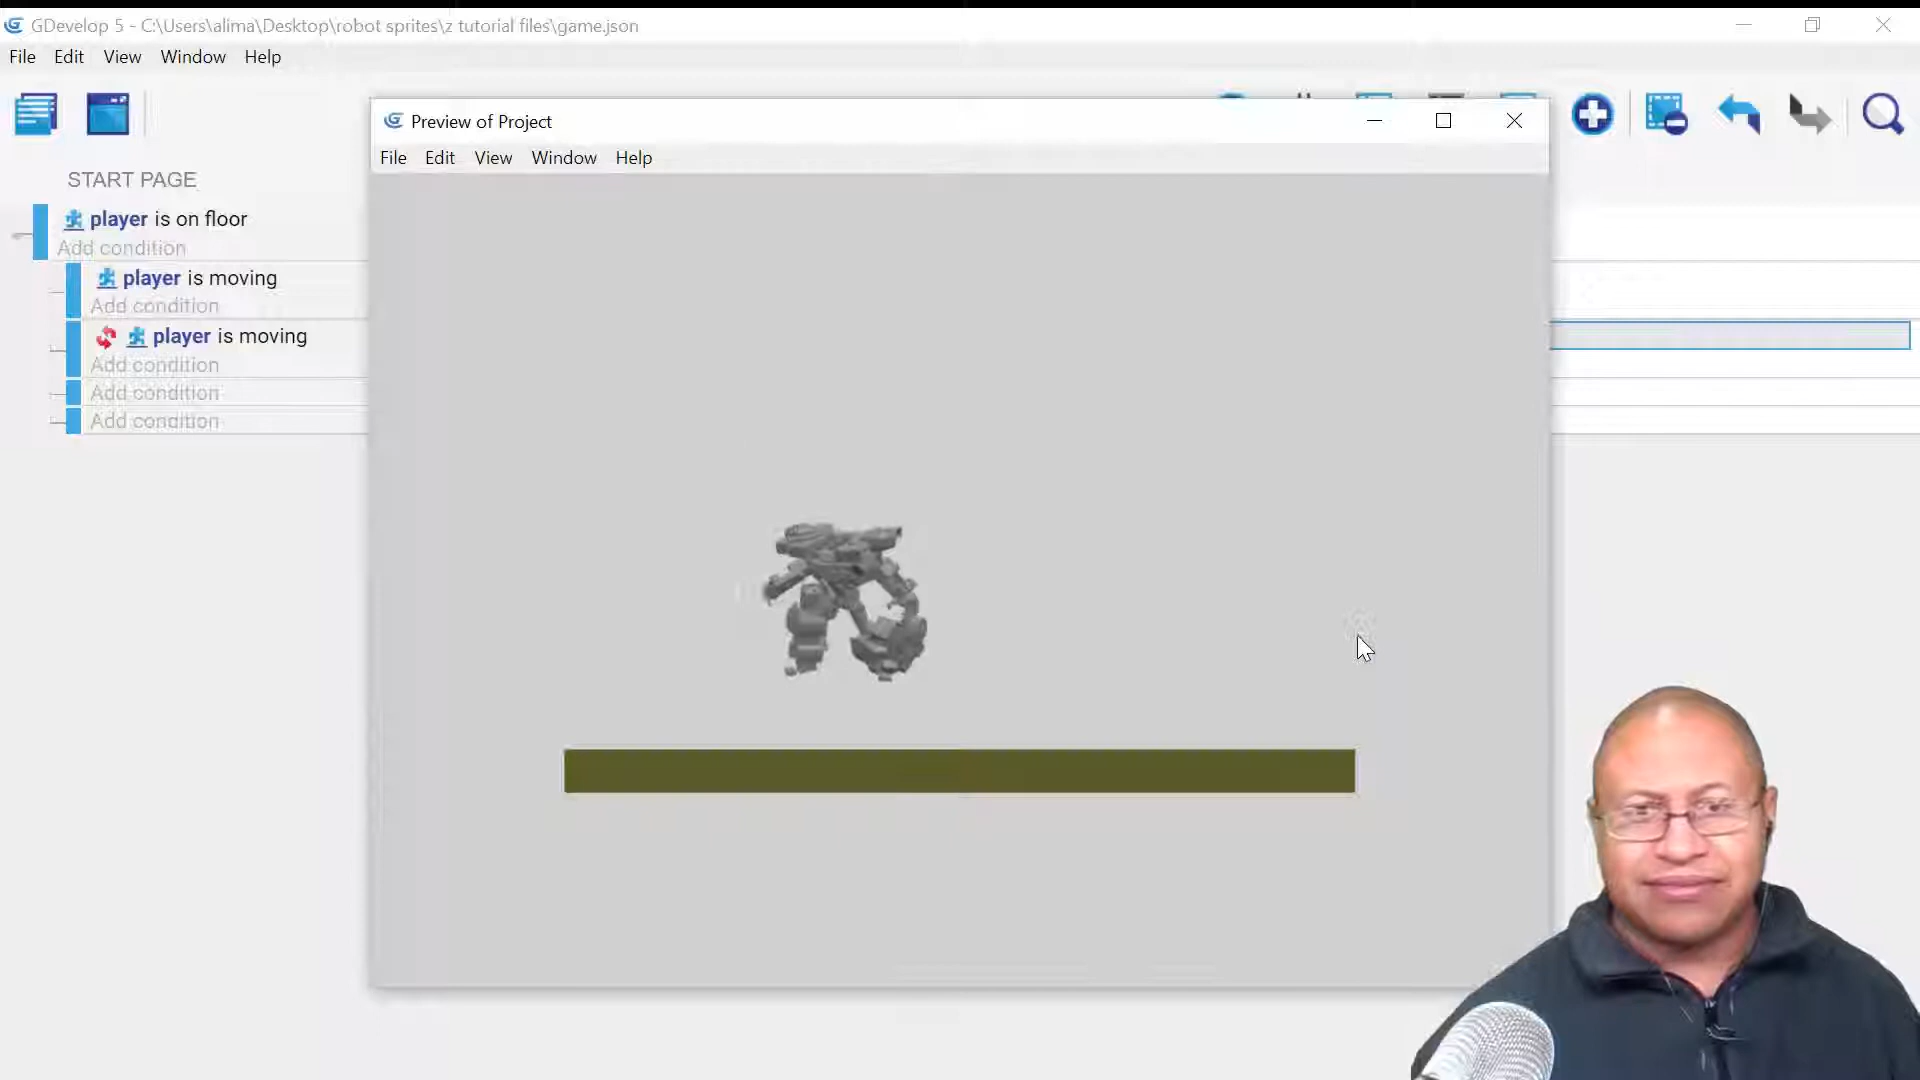 GDevelop 5 - C:\Users\alima\Desktop\robot sprites\z tutorial files\game.json
File Edit View Window Help
Preview of Project
File Edit View Window Help
START PAGE
player is on floor
Add condition
player is moving
Add condition
player is moving
Add condition
Add condition
Add condition